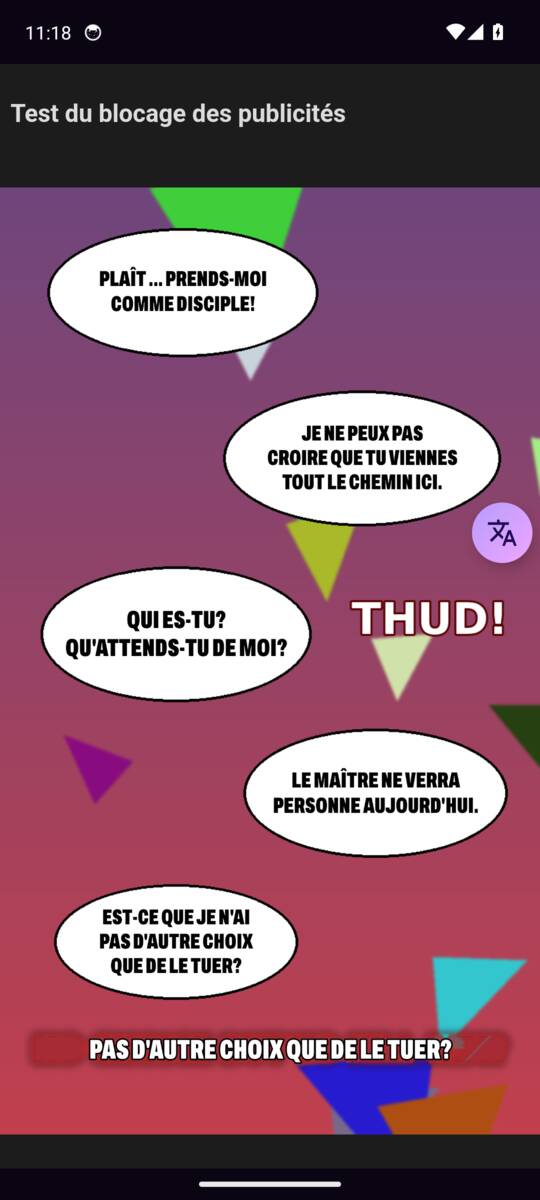 11:18
Test du blocage des publicités
PLAÎT ... PRENDS-MOI
COMME DISCIPLE!
JE NE PEUX PAS
CROIRE QUE TU VIENNES
TOUT LE CHEMIN ICI.
QUI ES-TU?
QU'ATTENDS-TU DE MOI?
THUD!
LE MAÎTRE NE VERRA
PERSONNE AUJOURD'HUI.
EST-CE QUE JE N'AI
PAS D'AUTRE CHOIX
QUE DE LE TUER?
PAS D'AUTRE CHOIX QUE DE LE TUER?